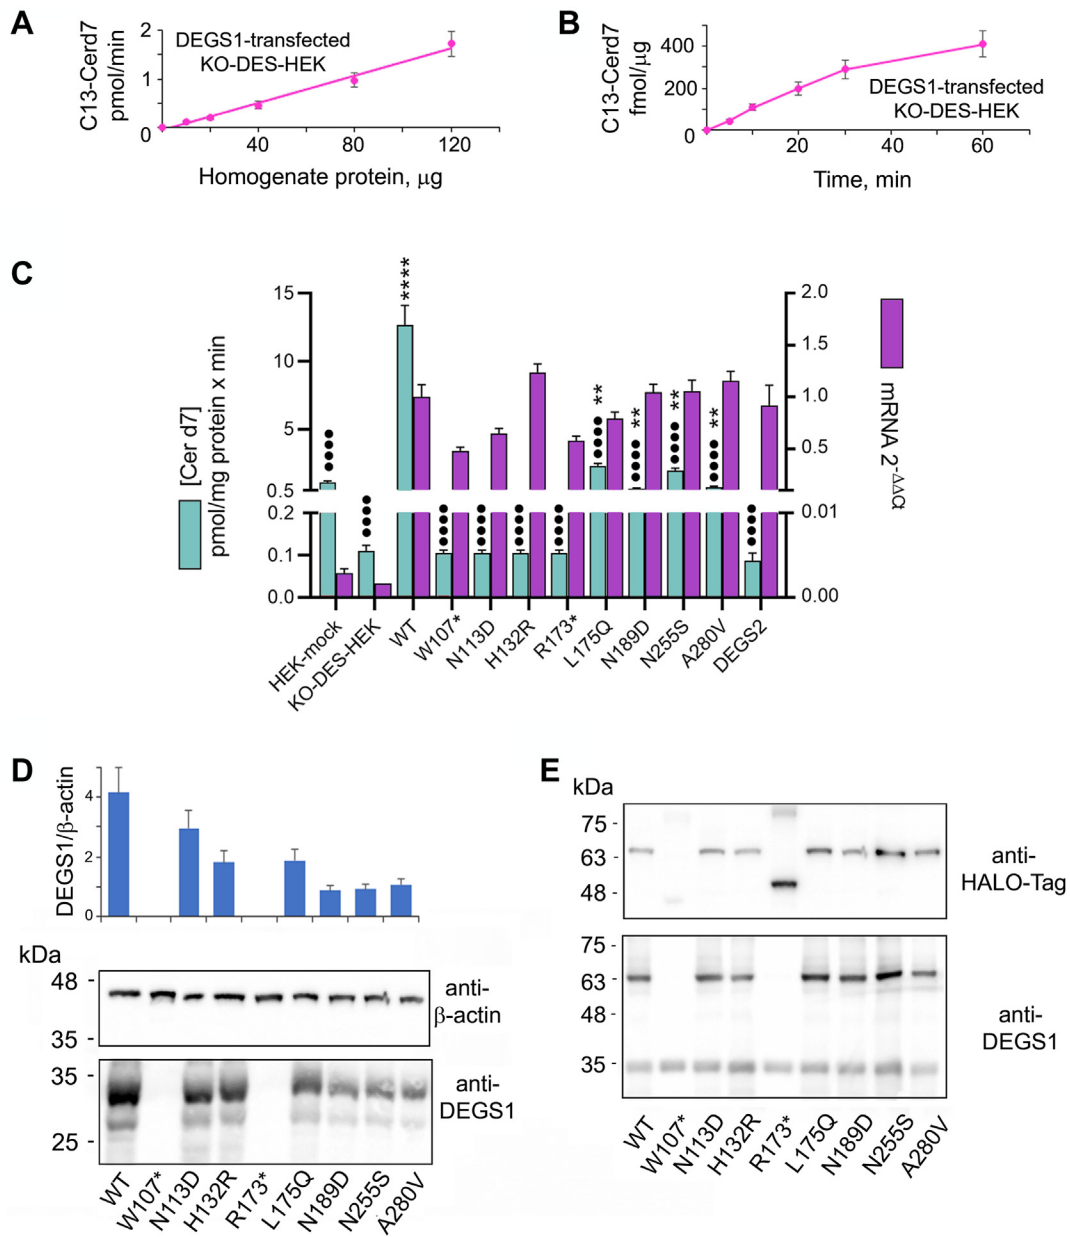 A
C13-Cerd7
pmol/min
2
1
0
DEGS1-transfected
KO-DES-HEK
40
80
120
Homogenate protein, μg
B
C13-Cerd7
fmol/μg
400
200
0
DEGS1-transfected
KO-DES-HEK
20
40
60
Time, min
C
[Cer d7]
pmol/mg protein x min
15
10
5
0.5
0.2
0.1
0.0
****
**
**
**
**
2.0
1.5
1.0
0.5
0.01
0.00
mRNA 2-ΔΔCt
HEK-mock
KO-DES-HEK
WT
W107*
N113D
H132R
R173*
L175Q
N189D
N255S
A280V
DEGS2
D
DEGS1/β-actin
4
2
0
kDa
48 -
35 -
anti-
β-actin
35 -
25 -
anti-
DEGS1
WT
W107*
N113D
H132R
R173*
L175Q
N189D
N255S
A280V
E
kDa
75 -
63 -
48 -
anti-
HALO-Tag
75 -
63 -
48 -
35 -
anti-
DEGS1
WT
W107*
N113D
H132R
R173*
L175Q
N189D
N255S
A280V